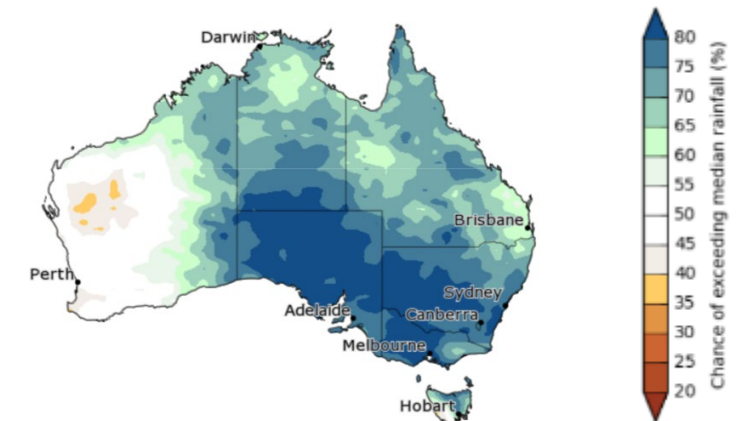 Darwin
Brisbane
Perth
Sydney
Adelaide
Canberra
Melbourne
Hobart
80
75
70
65
60
55
50
45
40
35
30
25
20
Chance of exceeding median rainfall (%)